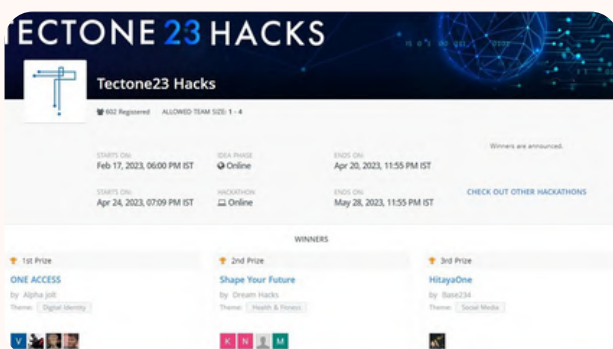 TECTONE 23 HACKS
Tectone23 Hacks
602 Registered ALLOWED TEAM SIZE: 1 - 4
Winners are announced.
STARTS ON: IDEA PHASE ENDS ON:
Feb 17, 2023, 06:00 PM IST Online Apr 20, 2023, 11:55 PM IST
STARTS ON: HACKATHON ENDS ON: CHECK OUT OTHER HACKATHONS
Apr 24, 2023, 07:09 PM IST Online May 28, 2023, 11:55 PM IST
WINNERS
1st Prize 2nd Prize 3rd Prize
ONE ACCESS Shape Your Future HitayaOne
by Alpha jolt by Dream Hacks by Base234
Theme: Digital Identity Theme: Health & Fitness Theme: Social Media
V K N M